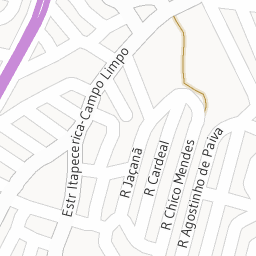 Estr Itapecerica-Campo Limpo
R Jaçanã
R Cardeal
R Chico Mendes
R Agostinho de Paiva